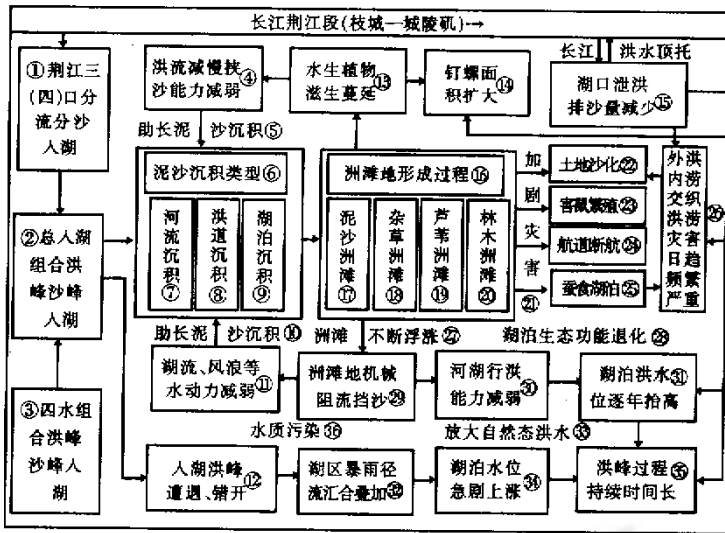 长江荆江段(枝城—城陵矶)→
①荆江三
(四)口分
流分沙
入湖
洪流减慢挟
沙能力减弱④
水生植物
滋生蔓延⑬
钉螺面
积扩大⑭
长江
洪水顶托
湖口泄洪
排沙量减少⑮
助长泥
沙沉积⑤
泥沙沉积类型⑥
河流沉积⑦
洪道沉积⑧
湖泊沉积⑨
洲滩地形成过程⑯
泥沙洲滩⑰
杂草洲滩⑱
芦苇洲滩⑲
林木洲滩⑳
加剧灾害㉑
土地沙化㉒
害鼠繁殖㉓
航道断航㉔
蚕食湖泊㉕
外洪
内涝
交织
洪涝
灾害
日趋
频繁
严重
㉖
②总入湖
组合洪
峰沙峰
入湖
助长泥
沙沉积⑩
洲滩
不断浮涨㉗
湖泊生态功能退化㉘
湖流、风浪等
水动力减弱⑪
洲滩地机械
阻流挡沙㉙
河湖行洪
能力减弱㉚
湖泊洪水㉛
位逐年抬高
③四水组
合洪峰
沙峰入
湖
水质污染㊱
放大自然态洪水㉝
入湖洪峰
遭遇、错开⑫
湖区暴雨径
流汇合叠加㉜
湖泊水位
急剧上涨㉞
洪峰过程㉟
持续时间长